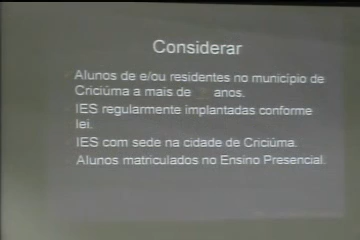 Considerar
Alunos de e/ou residentes no município de
Criciúma a mais de anos.
IES regularmente implantadas conforme
lei.
IES com sede na cidade de Criciúma.
Alunos matriculados no Ensino Presencial.